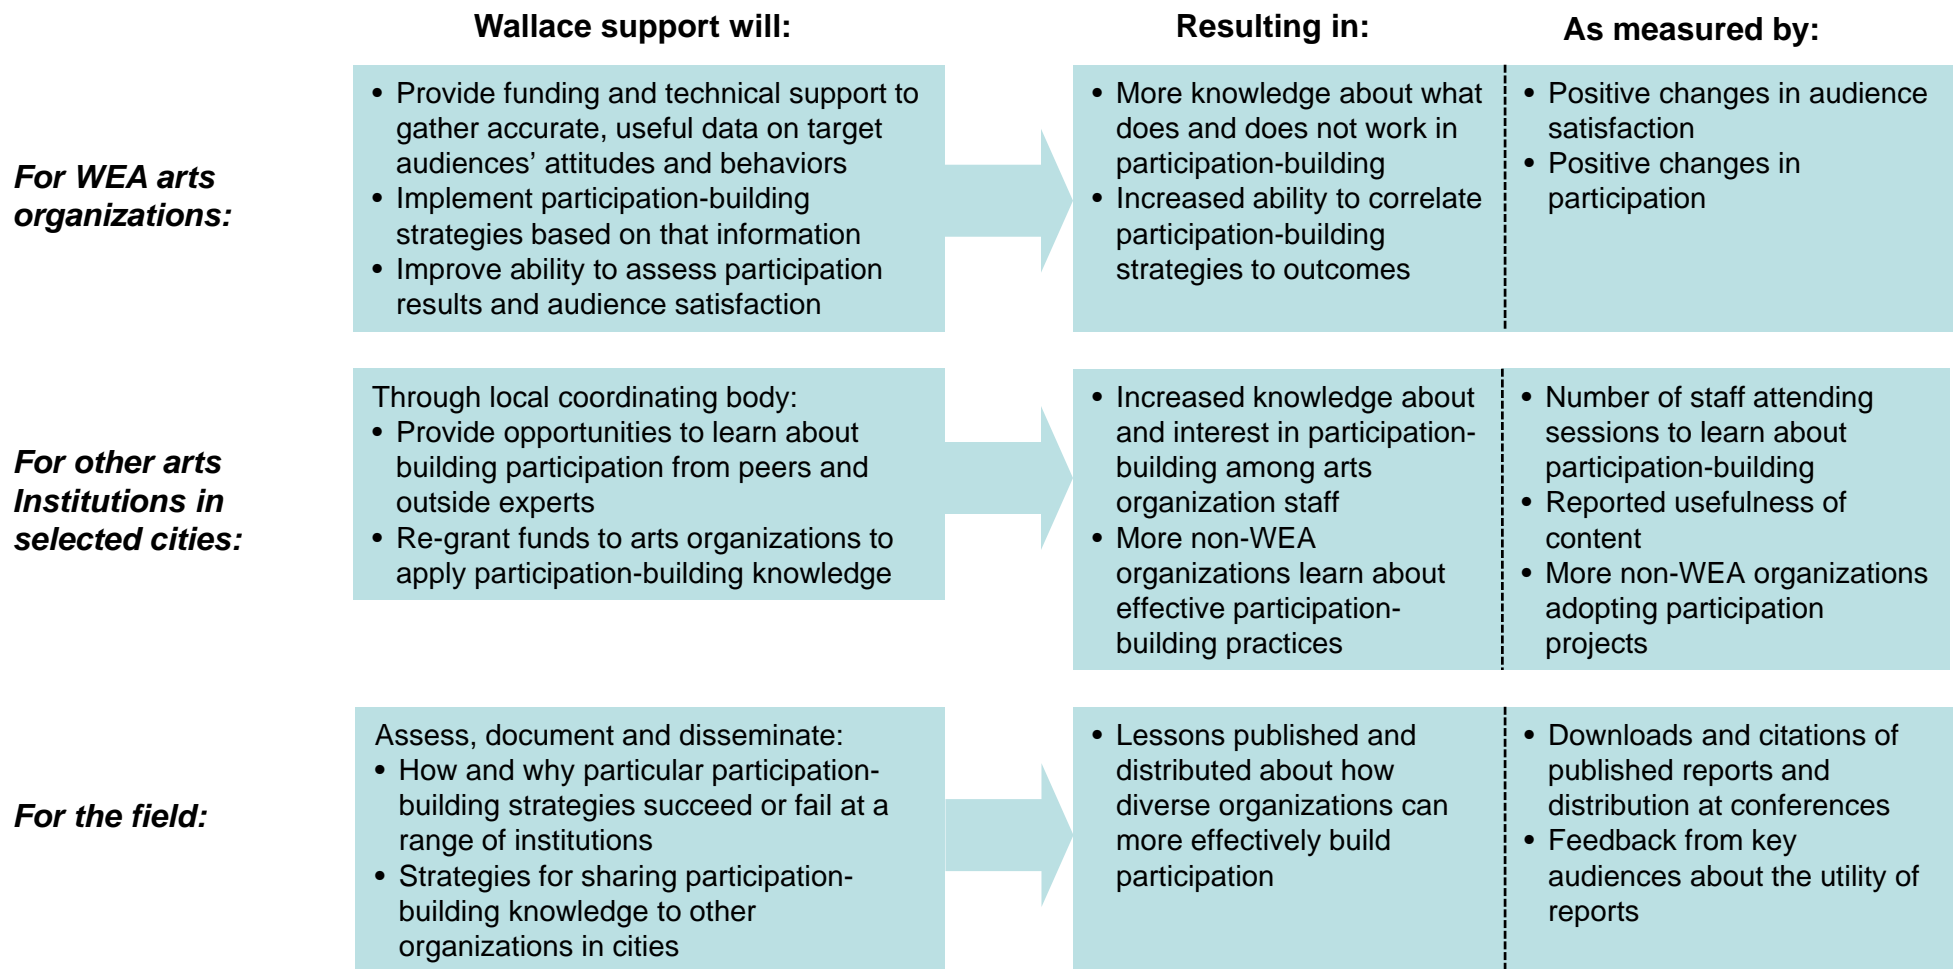 Wallace support will:
Resulting in:
As measured by:
For WEA arts
organizations:
• Provide funding and technical support to
gather accurate, useful data on target
audiences’ attitudes and behaviors
• Implement participation-building
strategies based on that information
• Improve ability to assess participation
results and audience satisfaction
• More knowledge about what
does and does not work in
participation-building
• Increased ability to correlate
participation-building
strategies to outcomes
• Positive changes in audience
satisfaction
• Positive changes in
participation
For other arts
Institutions in
selected cities:
Through local coordinating body:
• Provide opportunities to learn about
building participation from peers and
outside experts
• Re-grant funds to arts organizations to
apply participation-building knowledge
• Increased knowledge about
and interest in participation-
building among arts
organization staff
• More non-WEA
organizations learn about
effective participation-
building practices
• Number of staff attending
sessions to learn about
participation-building
• Reported usefulness of
content
• More non-WEA organizations
adopting participation
projects
For the field:
Assess, document and disseminate:
• How and why particular participation-
building strategies succeed or fail at a
range of institutions
• Strategies for sharing participation-
building knowledge to other
organizations in cities
• Lessons published and
distributed about how
diverse organizations can
more effectively build
participation
• Downloads and citations of
published reports and
distribution at conferences
• Feedback from key
audiences about the utility of
reports